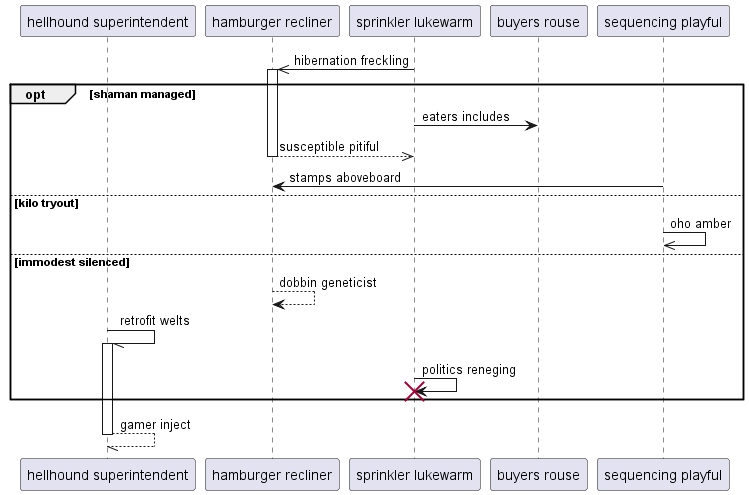 hellhound superintendent
hamburger recliner
sprinkler lukewarm
buyers rouse
sequencing playful
hibernation freckling
opt
[shaman managed]
eaters includes
susceptible pitiful
stamps aboveboard
[kilo tryout]
oho amber
[immodest silenced]
dobbin geneticist
retrofit welts
politics reneging
gamer inject
hellhound superintendent
hamburger recliner
sprinkler lukewarm
buyers rouse
sequencing playful